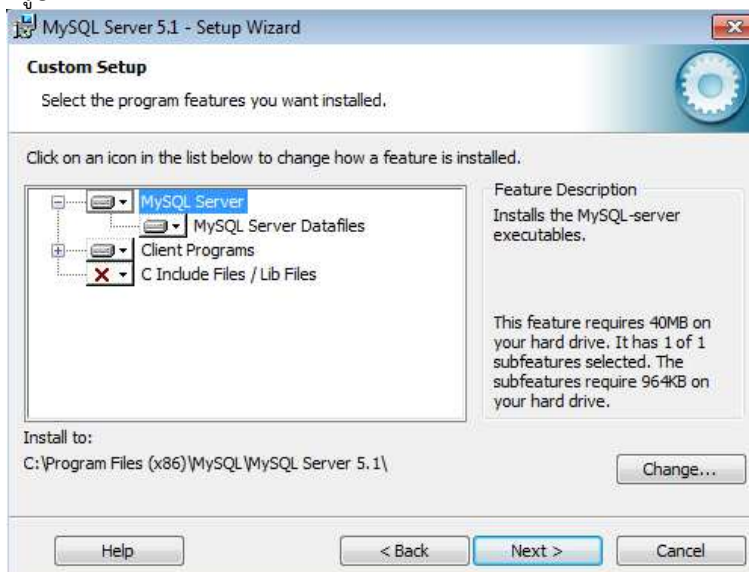 MySQL Server 5.1 - Setup Wizard
Custom Setup
Select the program features you want installed.
Click on an icon in the list below to change how a feature is installed.
MySQL Server
MySQL Server Datafiles
Client Programs
C Include Files / Lib Files
Feature Description
Installs the MySQL-server
executables.
This feature requires 40MB on
your hard drive. It has 1 of 1
subfeatures selected. The
subfeatures require 964KB on
your hard drive.
Install to:
C:\Program Files (x86)\MySQL\MySQL Server 5.1\
Change...
Help
< Back
Next >
Cancel